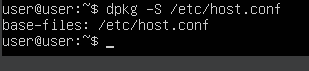 user@user:~$ dpkg -S /etc/host.conf
base-files: /etc/host.conf
user@user:~$ _